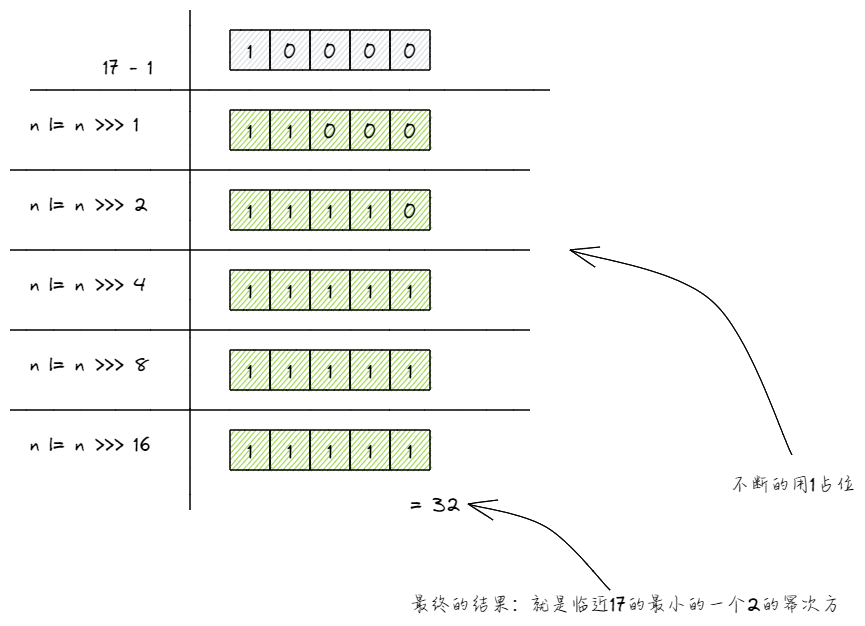 17 - 1 1 0 0 0 0
n |= n >>> 1 1 1 0 0 0
n |= n >>> 2 1 1 1 1 0
n |= n >>> 4 1 1 1 1 1
n |= n >>> 8 1 1 1 1 1
n |= n >>> 16 1 1 1 1 1
不断的用1占位
= 32
最终的结果：就是临近17的最小的一个2的幂次方